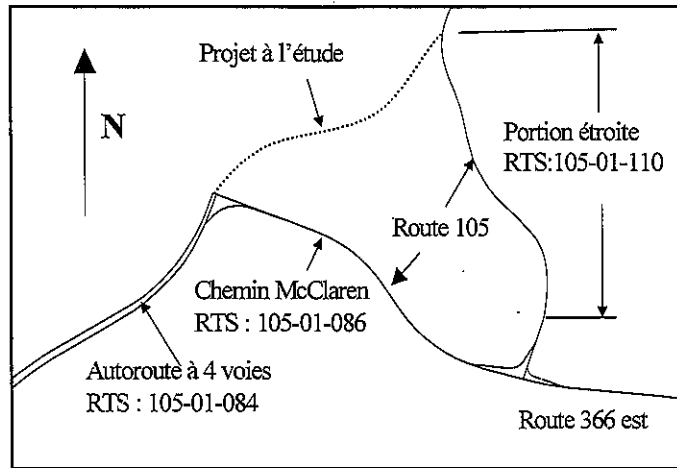 Projet à l'étude
N
Portion étroite
RTS:105-01-110
Route 105
Chemin McClaren
RTS : 105-01-086
Autoroute à 4 voies
RTS : 105-01-084
Route 366 est